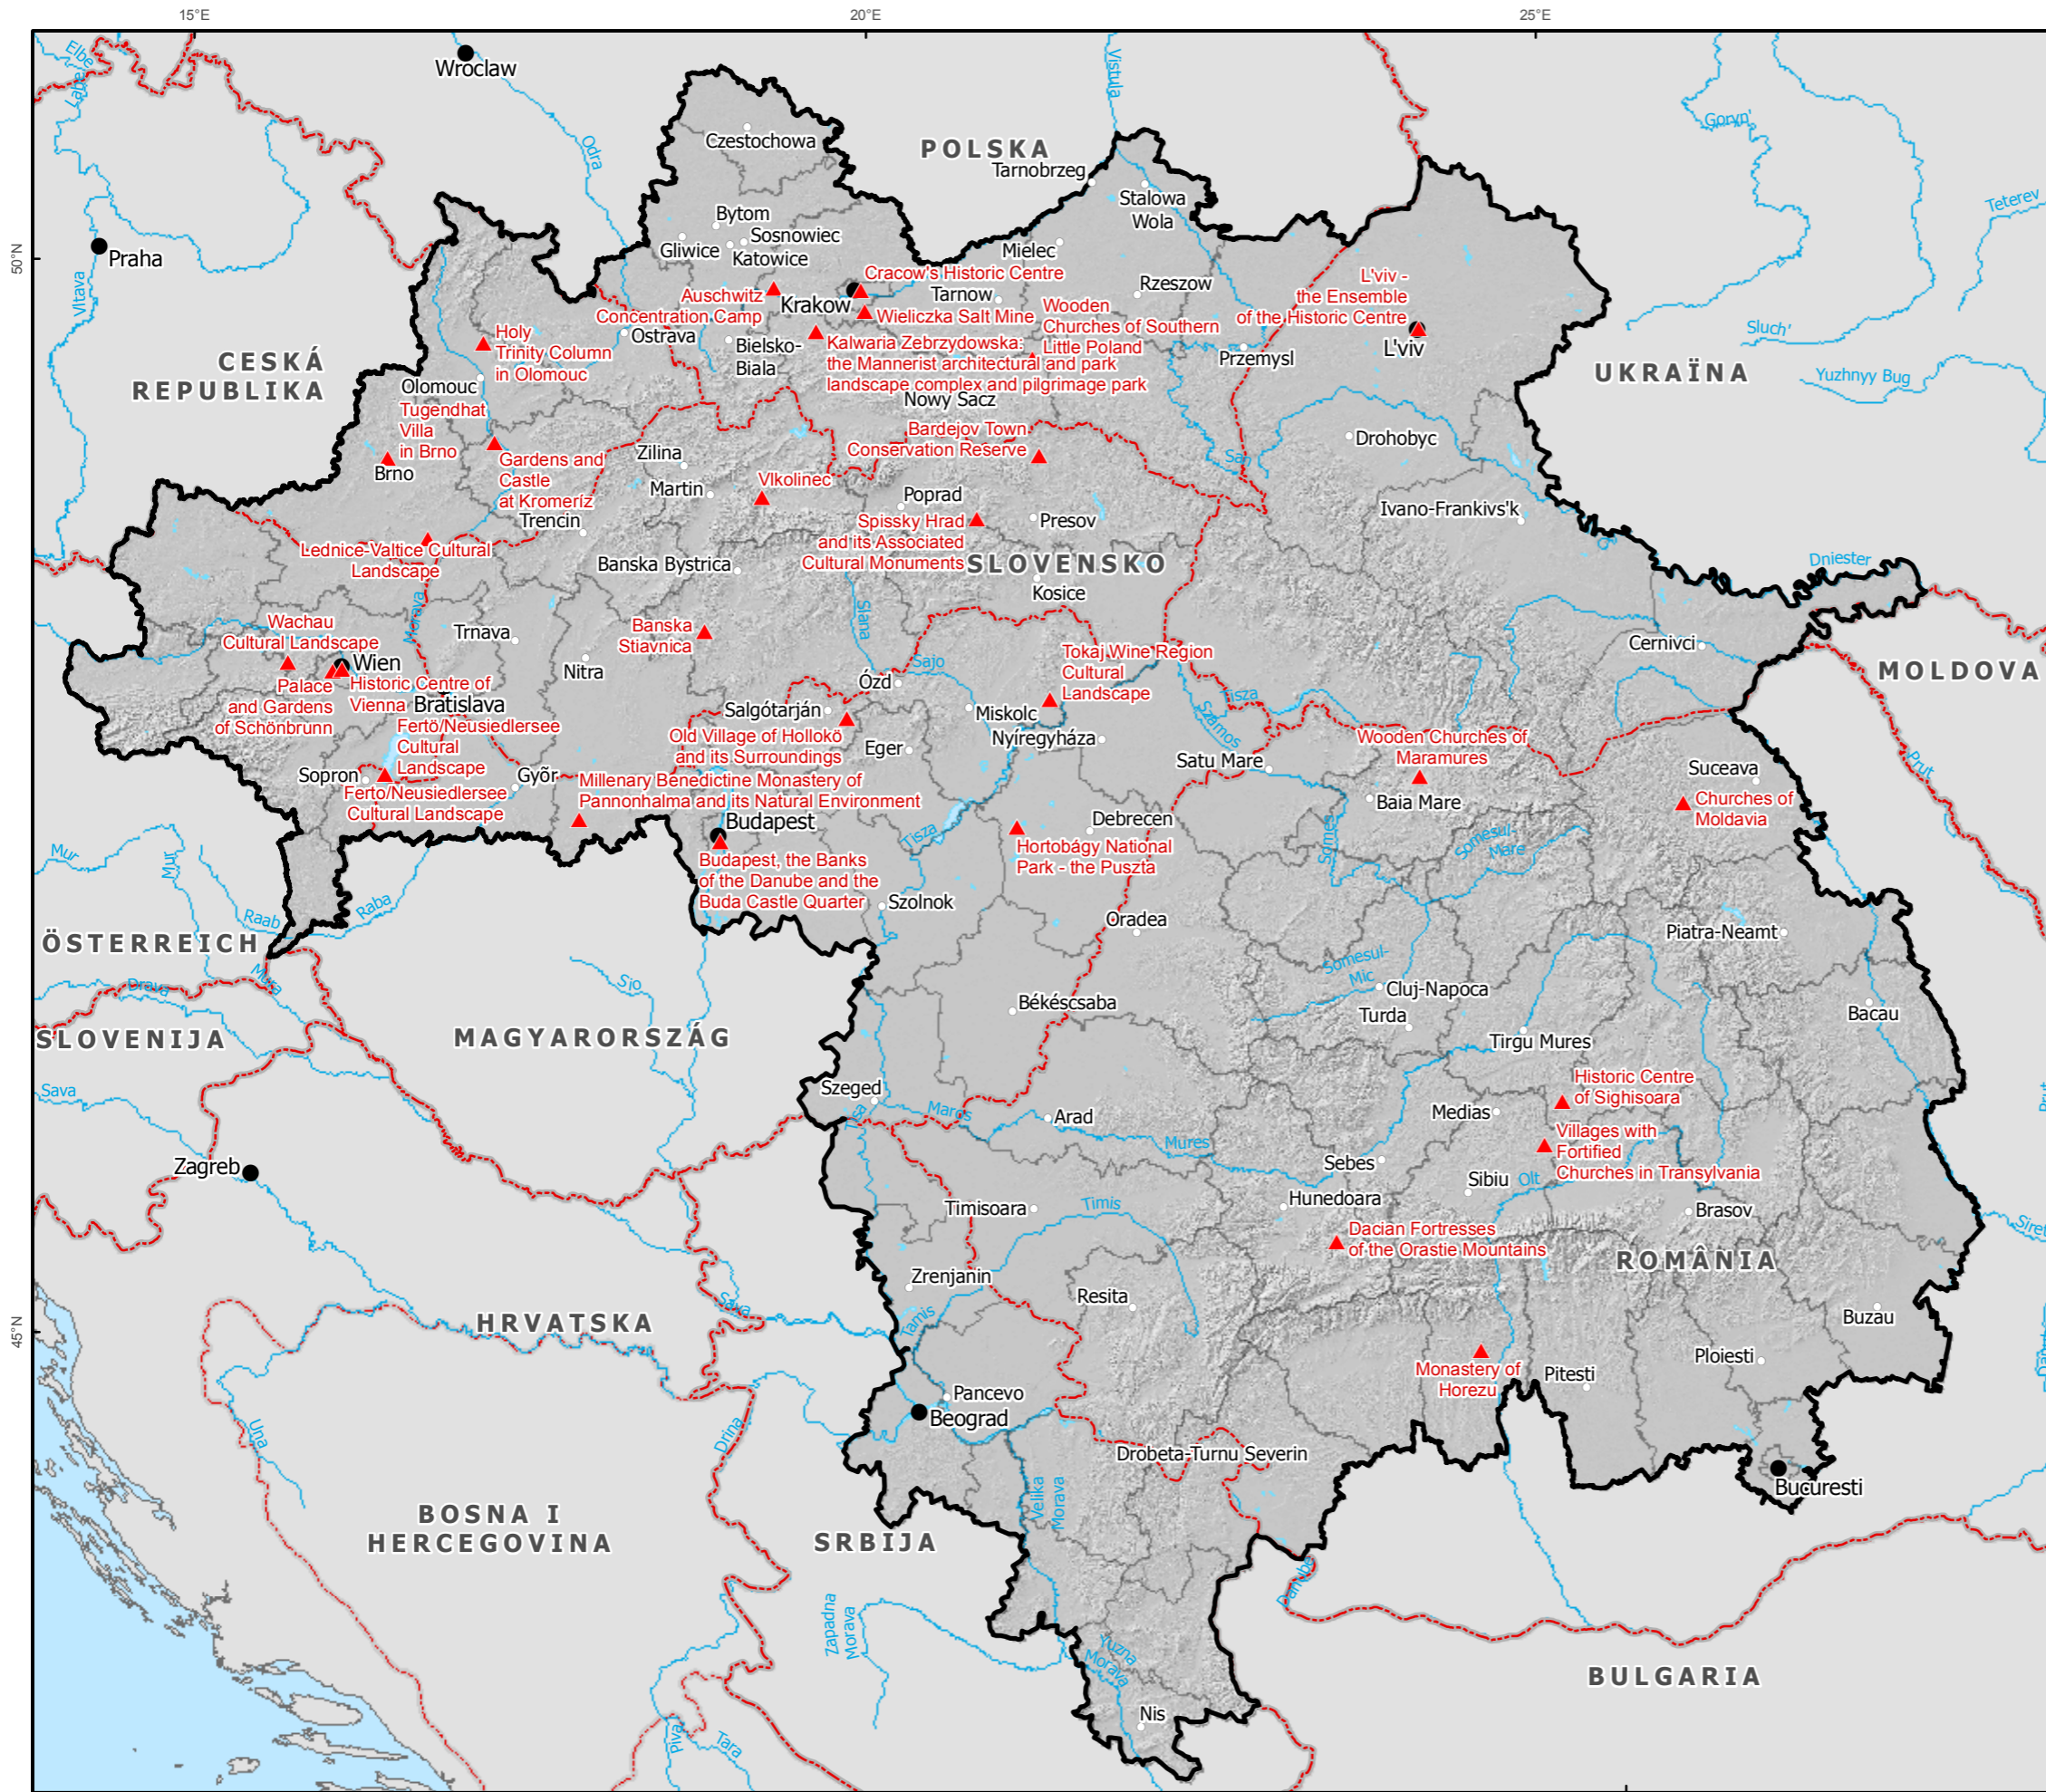 15°E
20°E
25°E
50°N
45°N
Elbe
Labe
Wroclaw
Odra
Vistula
Goryn'
Teterev
Sluch'
Yuzhnyy Bug
Praha
Vltava
CESKÁ
REPUBLIKA
POLSKA
UKRAÏNA
Czestochowa
Tarnobrzeg
Stalowa
Wola
Bytom
Sosnowiec
Gliwice
Katowice
Mielec
Cracow's Historic Centre
Auschwitz
Concentration Camp
Krakow
Tarnow
Rzeszow
Wieliczka Salt Mine
Wooden
Churches of Southern
Little Poland
L'viv -
the Ensemble
of the Historic Centre
L'viv
Przemysl
Holy
Trinity Column
in Olomouc
Ostrava
Bielsko-
Biala
Kalwaria Zebrzydowska:
the Mannerist architectural and park
landscape complex and pilgrimage park
Nowy Sacz
Olomouc
Tugendhat
Villa
in Brno
Brno
Gardens and
Castle
at Kromeríz
Zilina
Martin
Vlkolinec
Bardejov Town
Conservation Reserve
San
Drohobyc
Trencin
Poprad
Presov
Spissky Hrad
and its Associated
Cultural Monuments
SLOVENSKO
Ivano-Frankivs'k
Lednice-Valtice Cultural
Landscape
Banska Bystrica
Kosice
Dniester
Wachau
Cultural Landscape
Morava
Trnava
Banska
Stiavnica
Slana
Cernivci
MOLDOVA
Wien
Nitra
Sajo
Tokaj Wine Region
Cultural
Landscape
Palace
and Gardens
of Schönbrunn
Historic Centre of
Vienna
Bratislava
Ózd
Salgótarján
Miskolc
Tisza
Szamos
Fertö/Neusiedlersee
Cultural
Landscape
Old Village of Hollokö
and its Surroundings
Eger
Nyíregyháza
Satu Mare
Wooden Churches of
Maramures
Sopron
Györ
Ferto/Neusiedlersee
Cultural Landscape
Millenary Benedictine Monastery of
Pannonhalma and its Natural Environment
Baia Mare
Suceava
Churches of
Moldavia
Prut
Budapest
Budapest, the Banks
of the Danube and the
Buda Castle Quarter
Tisza
Debrecen
Hortobágy National
Park - the Puszta
Somes
Somesul-
Mare
Mur
Mur
Raab
Raba
Szolnok
Oradea
Piatra-Neamt
ÖSTERREICH
Drava
Mura
Sio
Somesul-
Mic
Cluj-Napoca
SLOVENIJA
MAGYARORSZÁG
Békéscsaba
Turda
Tirgu Mures
Bacau
Sava
Szeged
Maros
Arad
Mures
Medias
Historic Centre
of Sighisoara
Villages with
Fortified
Churches in Transylvania
Zagreb
Sebes
Sibiu
Olt
Timisoara
Timis
Hunedoara
Brasov
Siret
Dacian Fortresses
of the Orastie Mountains
ROMÂNIA
Zrenjanin
Tamis
Resita
Buzau
HRVATSKA
Sava
Monastery of
Horezu
Pitesti
Ploiesti
Una
Drina
Pancevo
Beograd
Drobeta-Turnu Severin
Bucuresti
Velika
Morava
BOSNA I
HERCEGOVINA
SRBIJA
Danube
Zapadna
Morava
Yuzna
Morava
BULGARIA
Piva
Tara
Nis